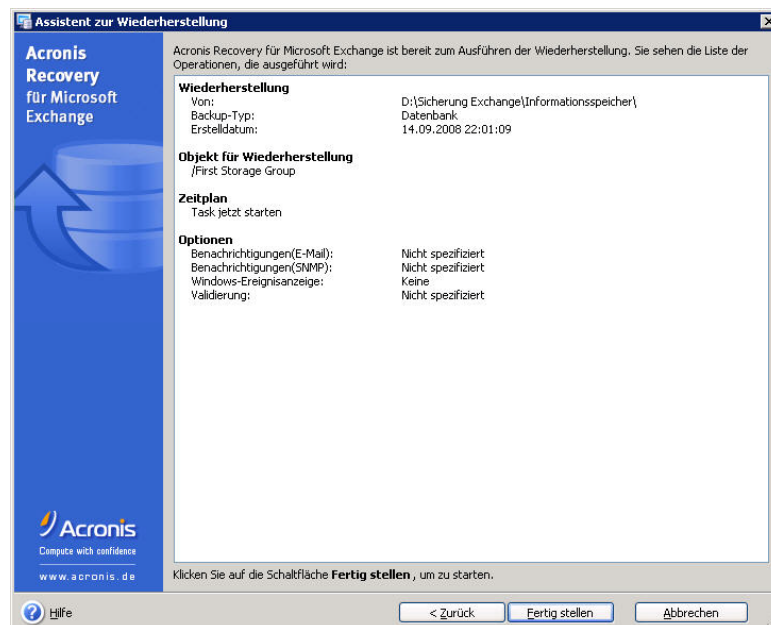 Assistent zur Wiederherstellung
Acronis
Recovery
für Microsoft
Exchange
Acronis Recovery für Microsoft Exchange ist bereit zum Ausführen der Wiederherstellung. Sie sehen die Liste der
Operationen, die ausgeführt wird:
Wiederherstellung
Von: D:\Sicherung Exchange\Informationsspeicher\
Backup-Typ: Datenbank
Erstelldatum: 14.09.2008 22:01:09
Objekt für Wiederherstellung
/First Storage Group
Zeitplan
Task jetzt starten
Optionen
Benachrichtigungen(E-Mail): Nicht spezifiziert
Benachrichtigungen(SNMP): Nicht spezifiziert
Windows-Ereignisanzeige: Keine
Validierung: Nicht spezifiziert
Acronis
Compute with confidence
www.acronis.de
Klicken Sie auf die Schaltfläche Fertig stellen , um zu starten.
Hilfe
< Zurück
Fertig stellen
Abbrechen